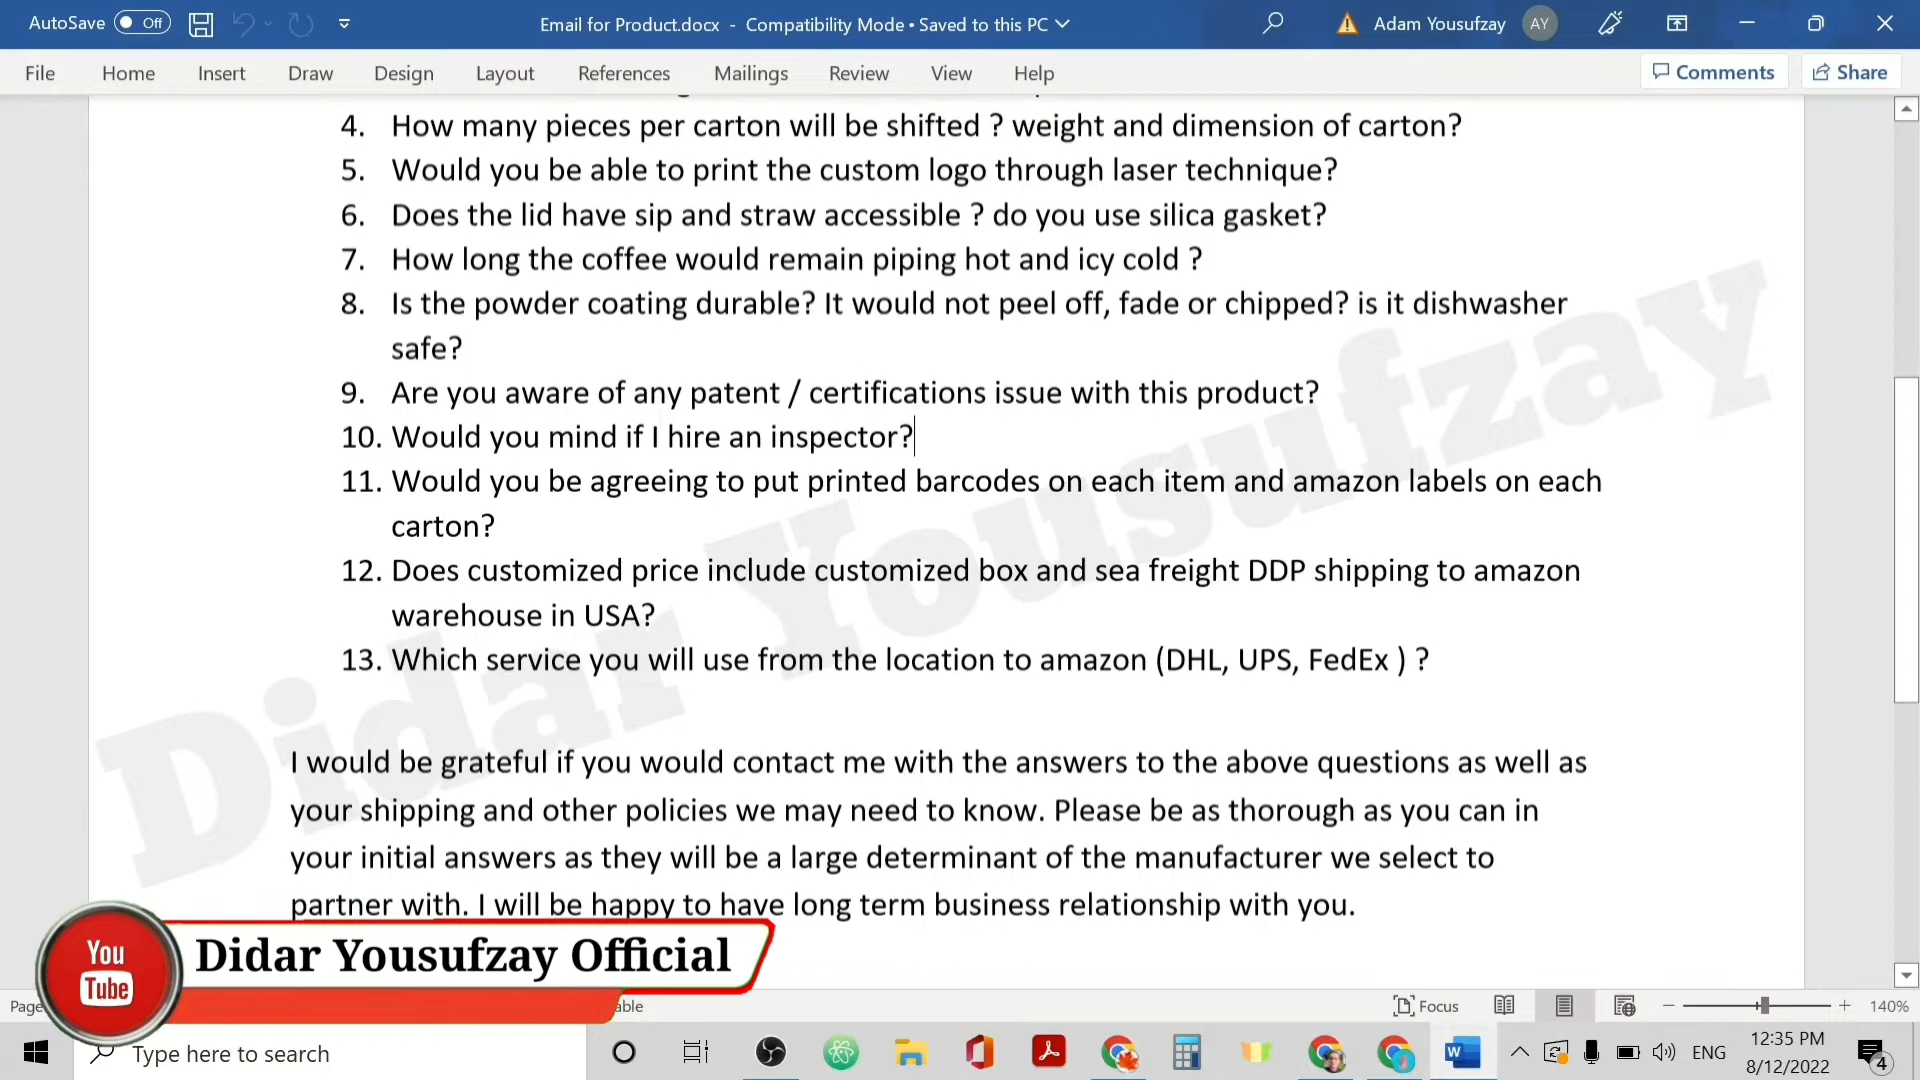 AutoSave Off
Email for Product.docx - Compatibility Mode • Saved to this PC
Adam Yousufzay AY
File Home Insert Draw Design Layout References Mailings Review View Help Comments Share
4. How many pieces per carton will be shifted ? weight and dimension of carton?
5. Would you be able to print the custom logo through laser technique?
6. Does the lid have sip and straw accessible ? do you use silica gasket?
7. How long the coffee would remain piping hot and icy cold ?
8. Is the powder coating durable? It would not peel off, fade or chipped? is it dishwasher
safe?
9. Are you aware of any patent / certifications issue with this product?
10. Would you mind if I hire an inspector?
11. Would you be agreeing to put printed barcodes on each item and amazon labels on each
carton?
12. Does customized price include customized box and sea freight DDP shipping to amazon
warehouse in USA?
13. Which service you will use from the location to amazon (DHL, UPS, FedEx ) ?
Didar Yousufzay
I would be grateful if you would contact me with the answers to the above questions as well as
your shipping and other policies we may need to know. Please be as thorough as you can in
your initial answers as they will be a large determinant of the manufacturer we select to
partner with. I will be happy to have long term business relationship with you.
You
Tube
Didar Yousufzay Official
Page
Focus
140%
Type here to search
W
ENG
12:35 PM
8/12/2022
4